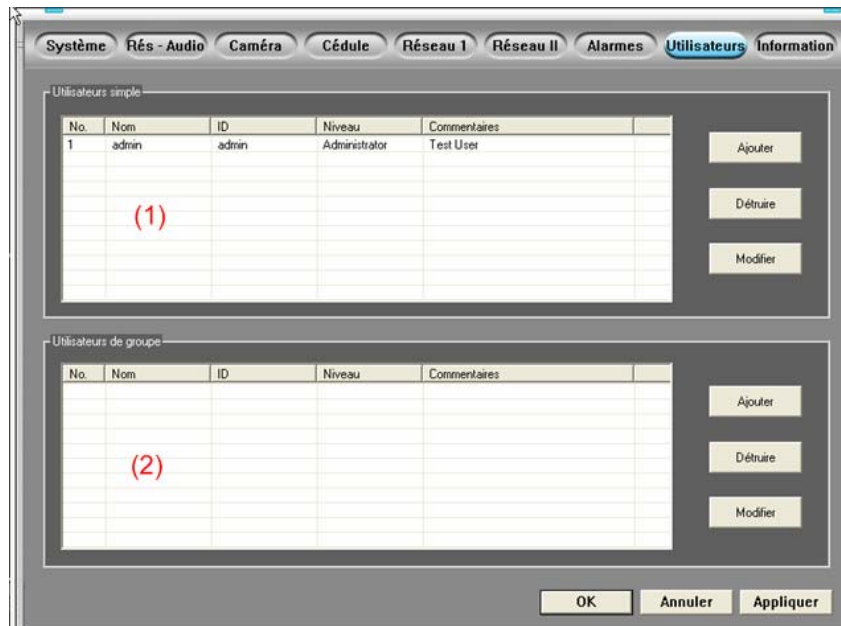 Système Rés - Audio Caméra Cédule Réseau 1 Réseau II Alarmes Utilisateurs Information
Utilisateurs simple
No. Nom ID Niveau Commentaires
1 admin admin Administrator Test User
Ajouter
(1)
Détruire
Modifier
Utilisateurs de groupe
No. Nom ID Niveau Commentaires
Ajouter
(2)
Détruire
Modifier
OK Annuler Appliquer